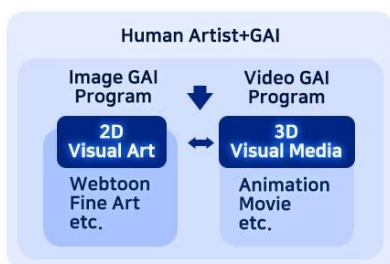 Human Artist+GAI
Image GAI
Program
Video GAI
Program
2D
Visual Art
3D
Visual Media
Webtoon
Fine Art
etc.
Animation
Movie
etc.